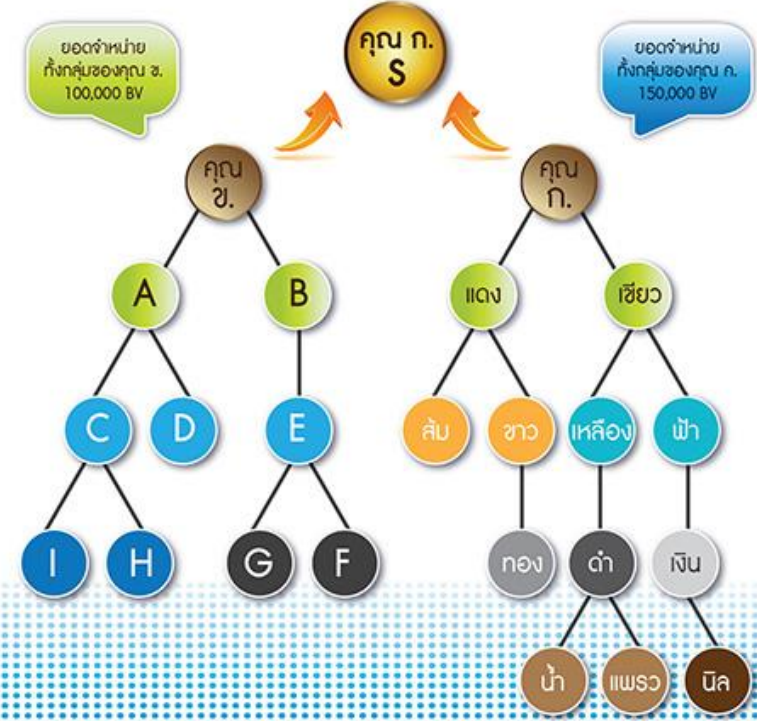 ยอดจำหน่าย
ทั้งกลุ่มของคุณ ข.
100,000 BV
คุณ ก.
S
ยอดจำหน่าย
ทั้งกลุ่มของคุณ ค.
150,000 BV
คุณ
ข.
คุณ
ก.
A
B
แดง
เขียว
C
D
E
ส้ม
ขาว
เหลือง
ฟ้า
I
H
G
F
ทอง
ดำ
เงิน
น้ำ
แพรว
นิล